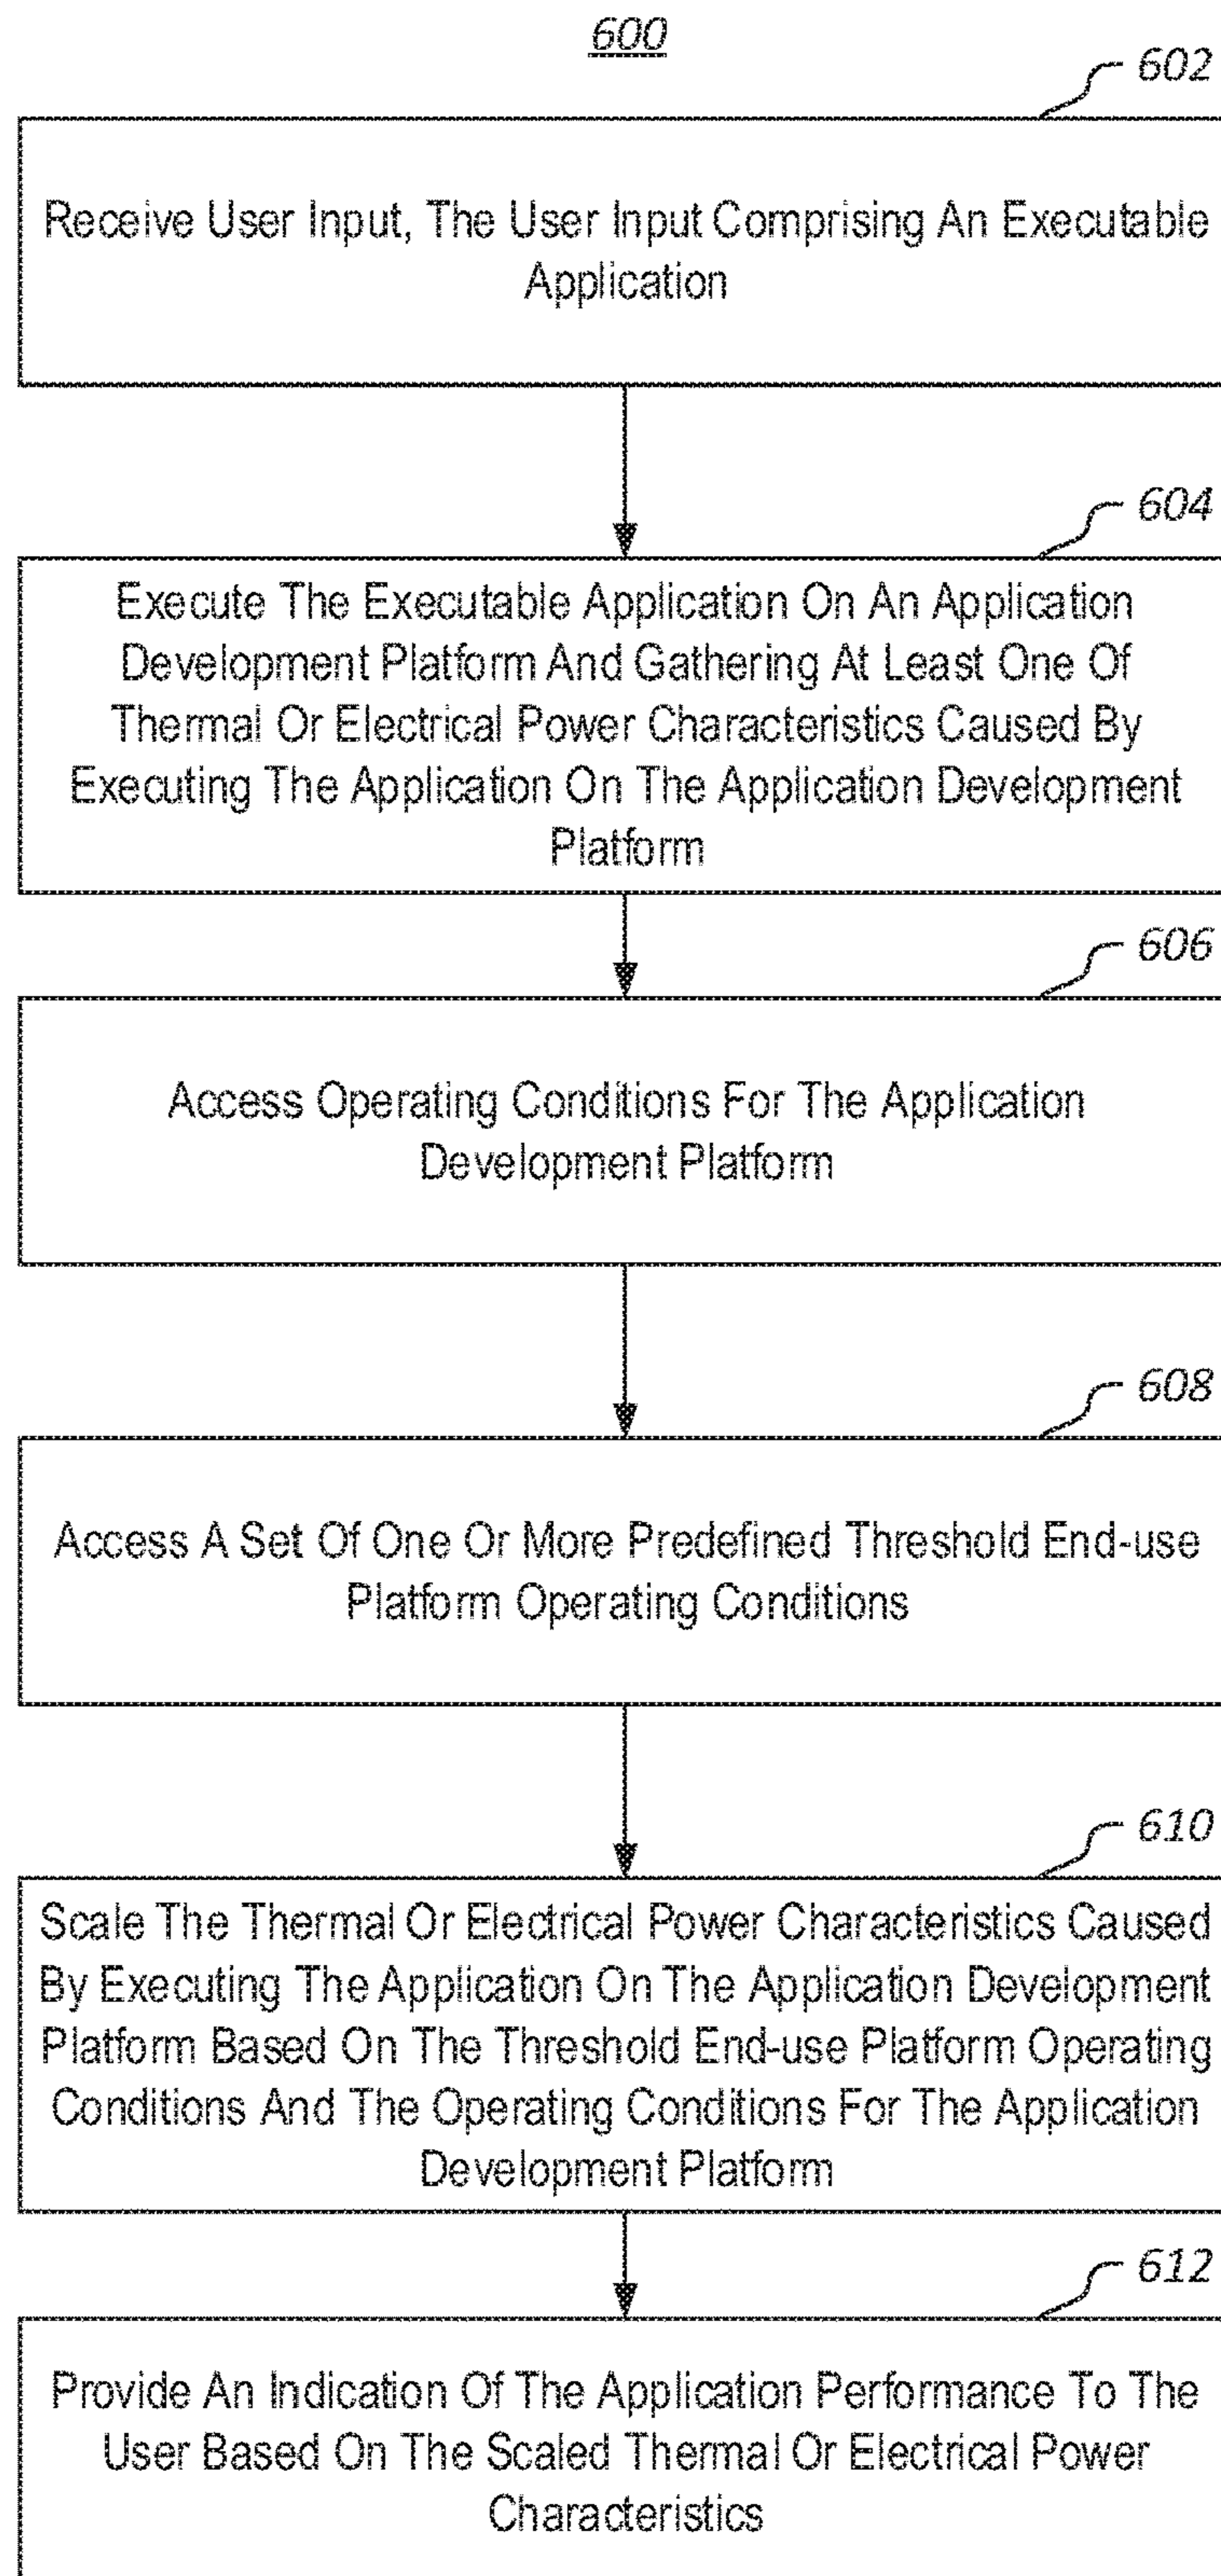 600
602
Receive User Input, The User Input Comprising An Executable
Application
604
Execute The Executable Application On An Application
Development Platform And Gathering At Least One Of
Thermal Or Electrical Power Characteristics Caused By
Executing The Application On The Application Development
Platform
606
Access Operating Conditions For The Application
Development Platform
608
Access A Set Of One Or More Predefined Threshold End-use
Platform Operating Conditions
610
Scale The Thermal Or Electrical Power Characteristics Caused
By Executing The Application On The Application Development
Platform Based On The Threshold End-use Platform Operating
Conditions And The Operating Conditions For The Application
Development Platform
612
Provide An Indication Of The Application Performance To The
User Based On The Scaled Thermal Or Electrical Power
Characteristics